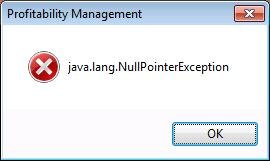 Profitability Management
java.lang.NullPointerException
OK